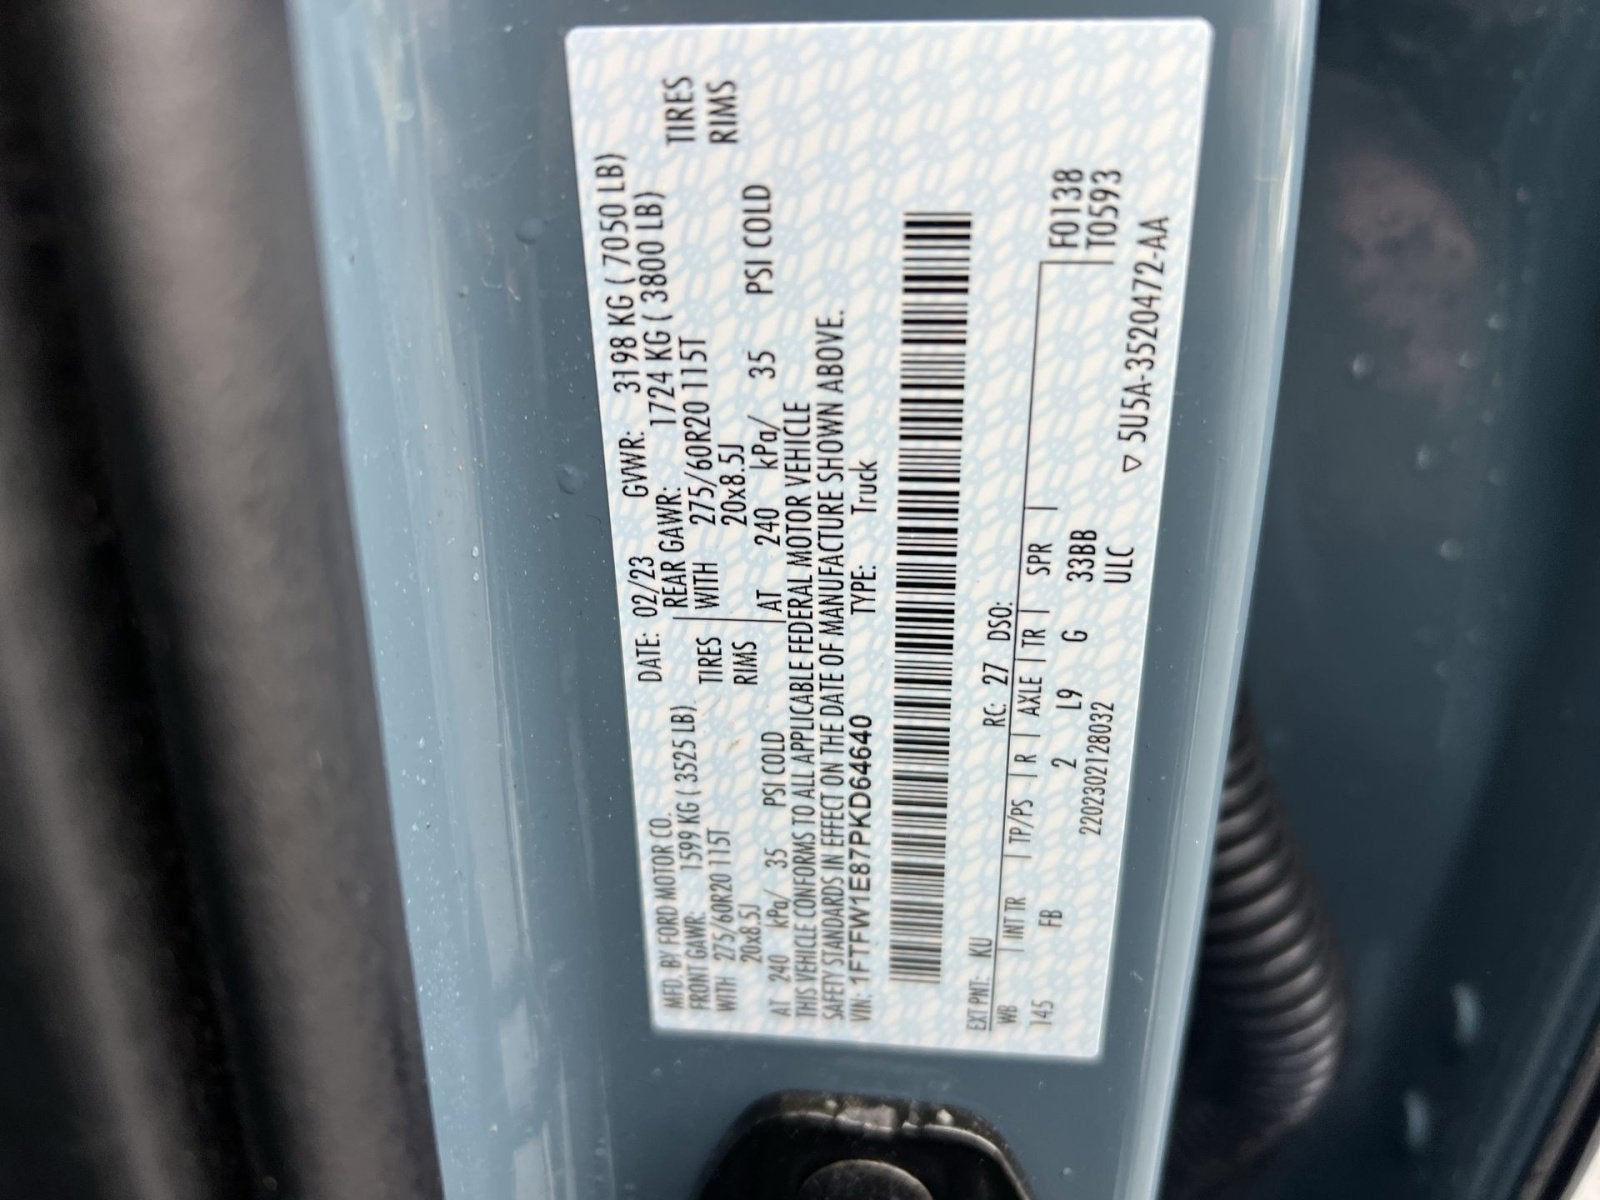 MFD. BY FORD MOTOR CO.
DATE: 02/23 GVWR: 3198 KG ( 7050 LB)
FRONT GAWR: 1599 KG ( 3525 LB) REAR GAWR: 1724 KG ( 3800 LB)
WITH 275/60R20 115T TIRES WITH 275/60R20 115T TIRES
20x8.5J RIMS 20x8.5J RIMS
AT 240 kPa/ 35 PSI COLD AT 240 kPa/ 35 PSI COLD
THIS VEHICLE CONFORMS TO ALL APPLICABLE FEDERAL MOTOR VEHICLE
SAFETY STANDARDS IN EFFECT ON THE DATE OF MANUFACTURE SHOWN ABOVE.
VIN: 1FTFW1E87PKD64640 TYPE: Truck
EXT PNT: KU RC: 27 DSO:
WB INT TR TP/PS R AXLE TR SPR F0138
145 FB 2 L9 G 33BB T0593
2202302128032 ULC
▽ 5U5A-3520472-AA